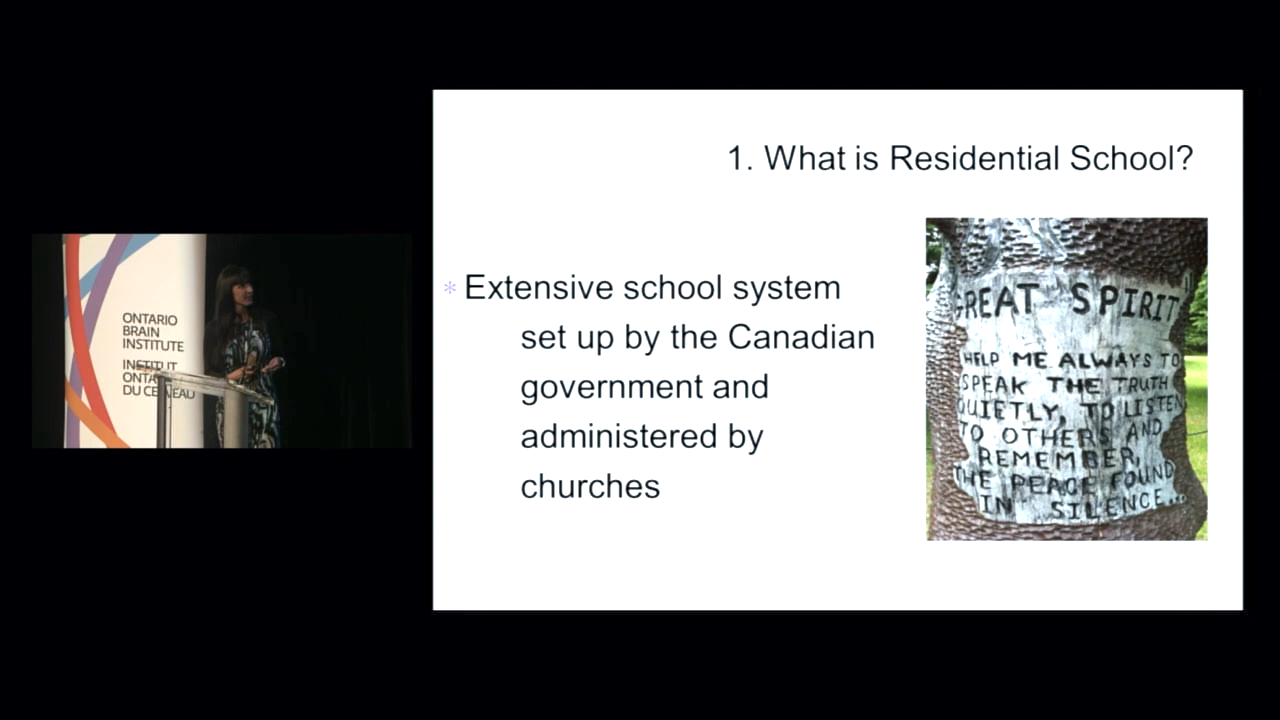 ONTARIO
BRAIN
INSTITUTE
INSTITUT
DU CERVEAU
1. What is Residential School?
* Extensive school system
set up by the Canadian
government and
administered by
churches
GREAT SPIRIT
HELP ME ALWAYS TO
SPEAK THE TRUTH
QUIETLY, TO LISTEN
TO OTHERS AND
REMEMBER,
THE PEACE FOUND
IN SILENCE...